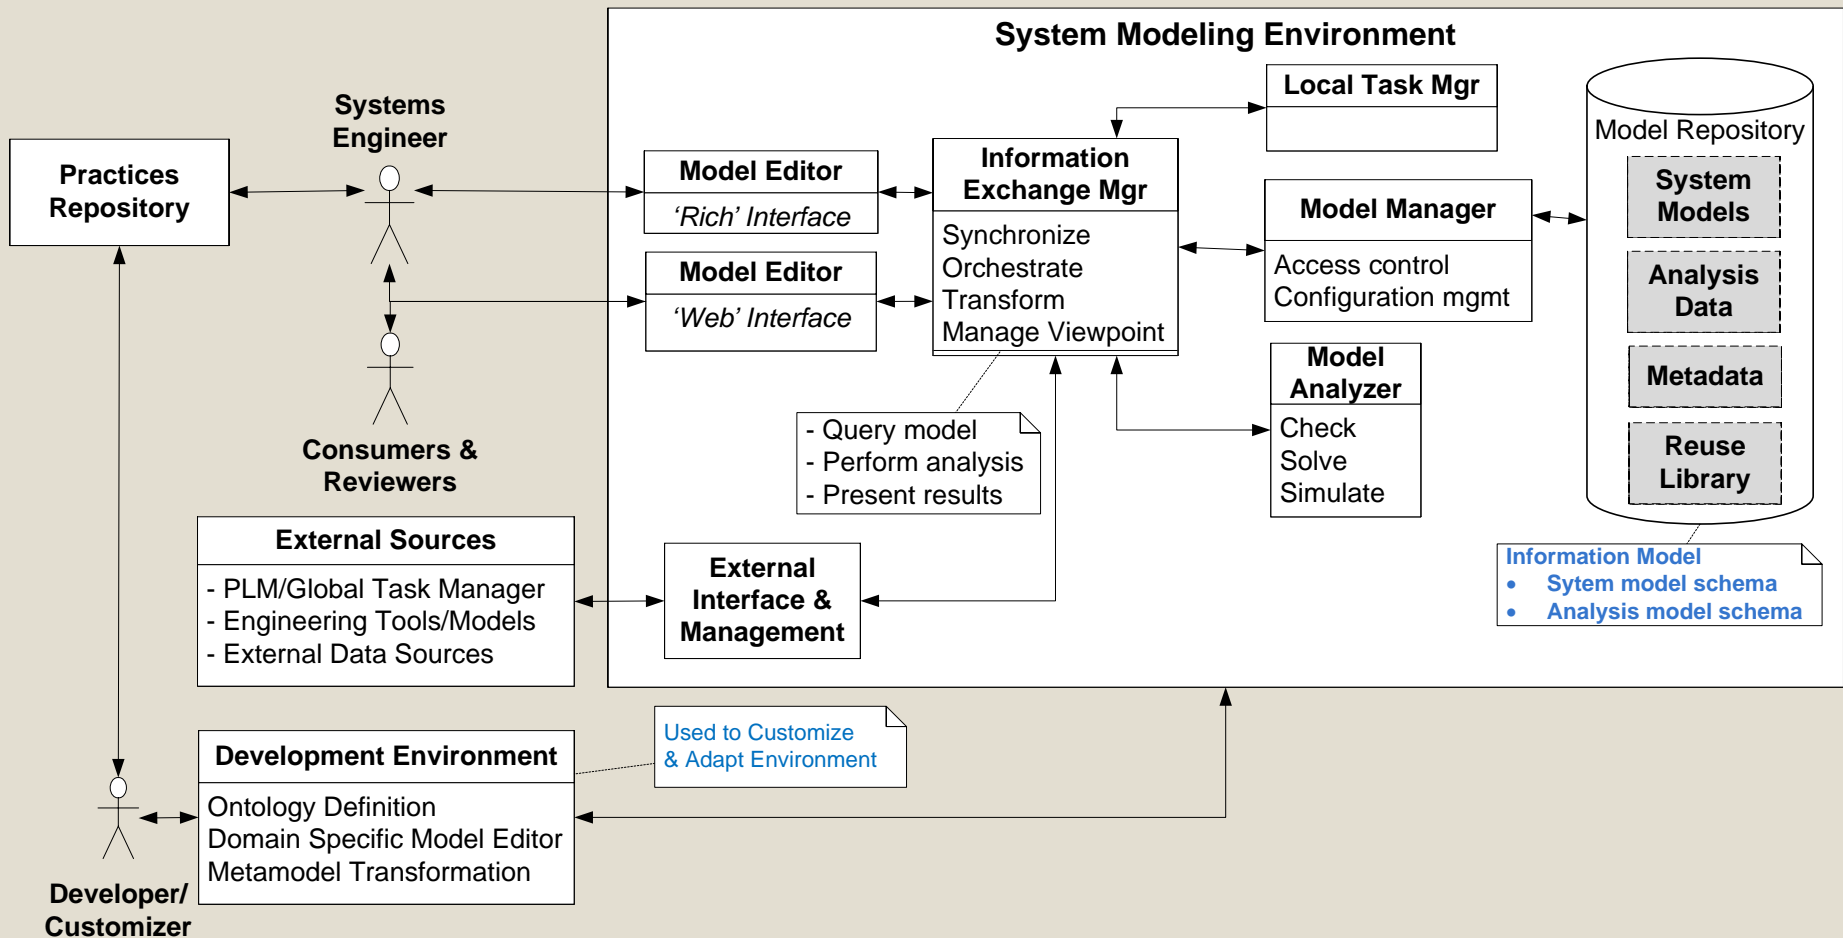 System Modeling Environment
Systems
Engineer
Practices
Repository
Consumers &
Reviewers
Model Editor
‘Rich’ Interface
Model Editor
‘Web’ Interface
Information
Exchange Mgr
Synchronize
Orchestrate
Transform
Manage Viewpoint
Local Task Mgr
Model Manager
Access control
Configuration mgmt
Model
Analyzer
Check
Solve
Simulate
Model Repository
System
Models
Analysis
Data
Metadata
Reuse
Library
- Query model
- Perform analysis
- Present results
Information Model
• Sytem model schema
• Analysis model schema
External Sources
- PLM/Global Task Manager
- Engineering Tools/Models
- External Data Sources
External
Interface &
Management
Used to Customize
& Adapt Environment
Development Environment
Ontology Definition
Domain Specific Model Editor
Metamodel Transformation
Developer/
Customizer